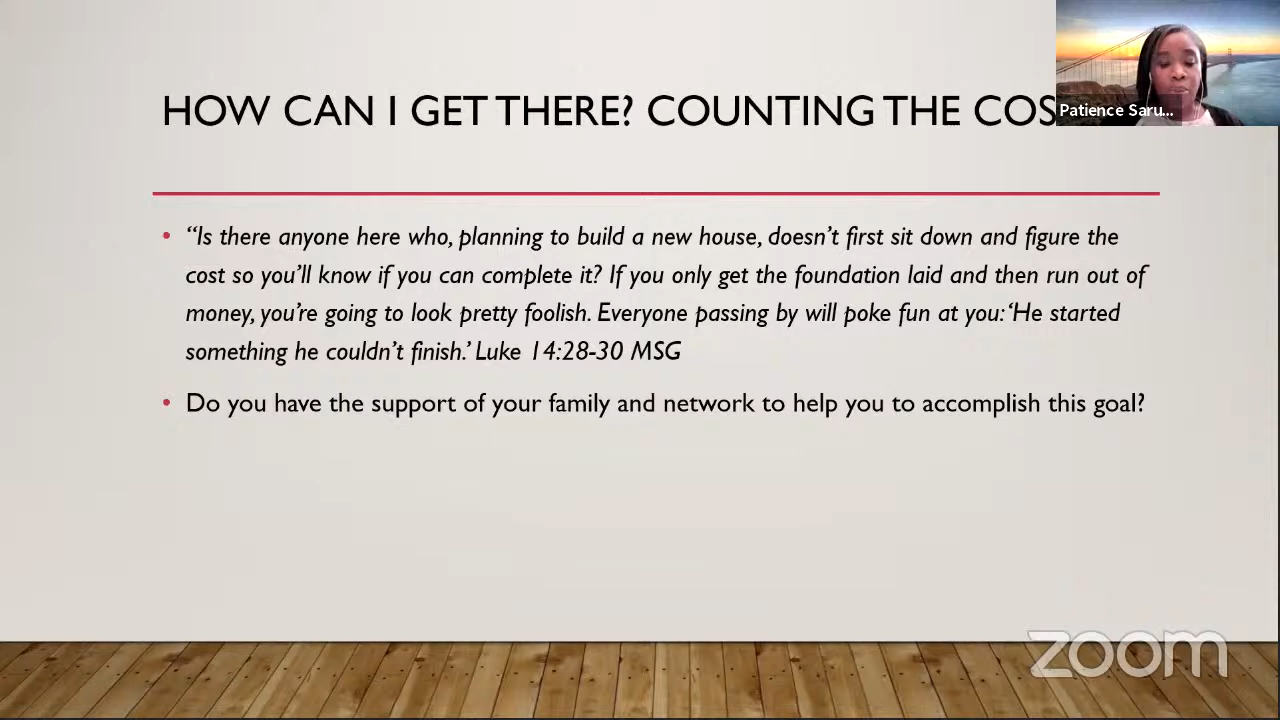 HOW CAN I GET THERE? COUNTING THE COS
Patience Saru...
• “Is there anyone here who, planning to build a new house, doesn’t first sit down and figure the
cost so you’ll know if you can complete it? If you only get the foundation laid and then run out of
money, you’re going to look pretty foolish. Everyone passing by will poke fun at you: ‘He started
something he couldn’t finish.’ Luke 14:28-30 MSG
• Do you have the support of your family and network to help you to accomplish this goal?
zoom